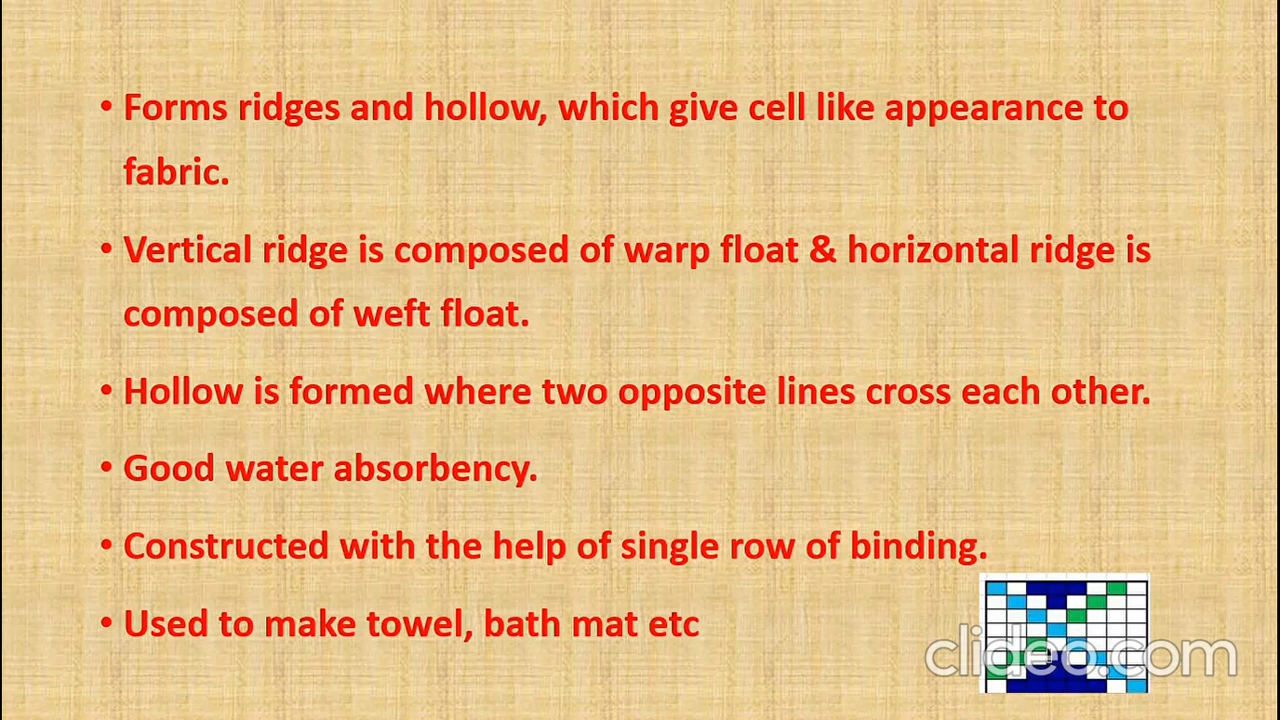 • Forms ridges and hollow, which give cell like appearance to
fabric.
• Vertical ridge is composed of warp float & horizontal ridge is
composed of weft float.
• Hollow is formed where two opposite lines cross each other.
• Good water absorbency.
• Constructed with the help of single row of binding.
• Used to make towel, bath mat etc
clideo.com